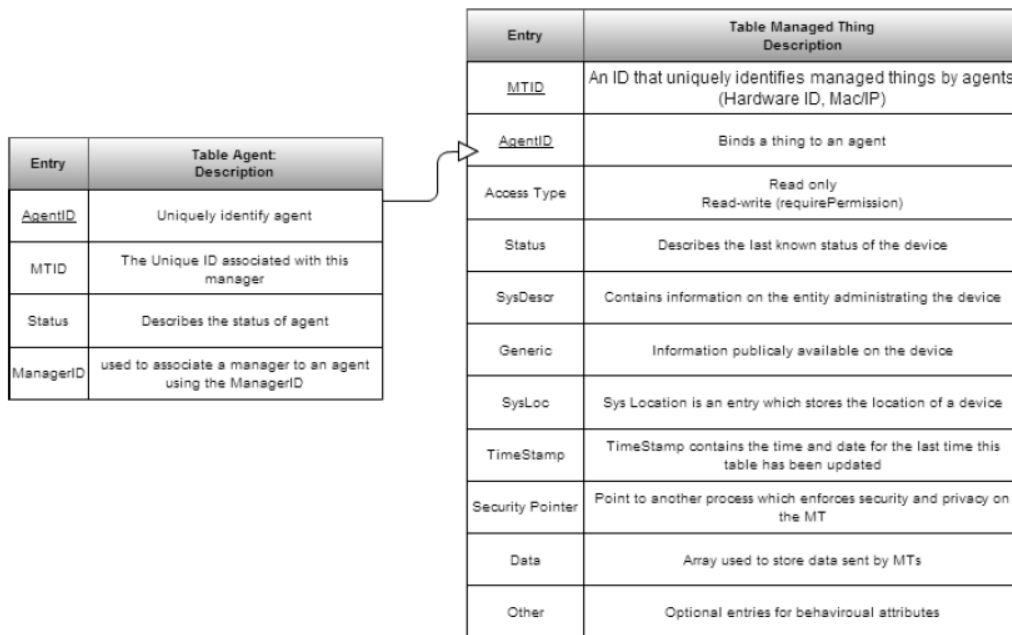 Entry
Table Agent:
Description
AgentID
Uniquely identify agent
MTID
The Unique ID associated with this
manager
Status
Describes the status of agent
ManagerID
used to associate a manager to an agent
using the ManagerID
Entry
Table Managed Thing
Description
MTID
An ID that uniquely identifies managed things by agents
(Hardware ID, Mac/IP)
AgentID
Binds a thing to an agent
Access Type
Read only
Read-write (requirePermission)
Status
Describes the last known status of the device
SysDescr
Contains information on the entity administrating the device
Generic
Information publicaly available on the device
SysLoc
Sys Location is an entry which stores the location of a device
TimeStamp
TimeStamp contains the time and date for the last time this
table has been updated
Security Pointer
Point to another process which enforces security and privacy on
the MT
Data
Array used to store data sent by MTs
Other
Optional entries for behaviroual attributes